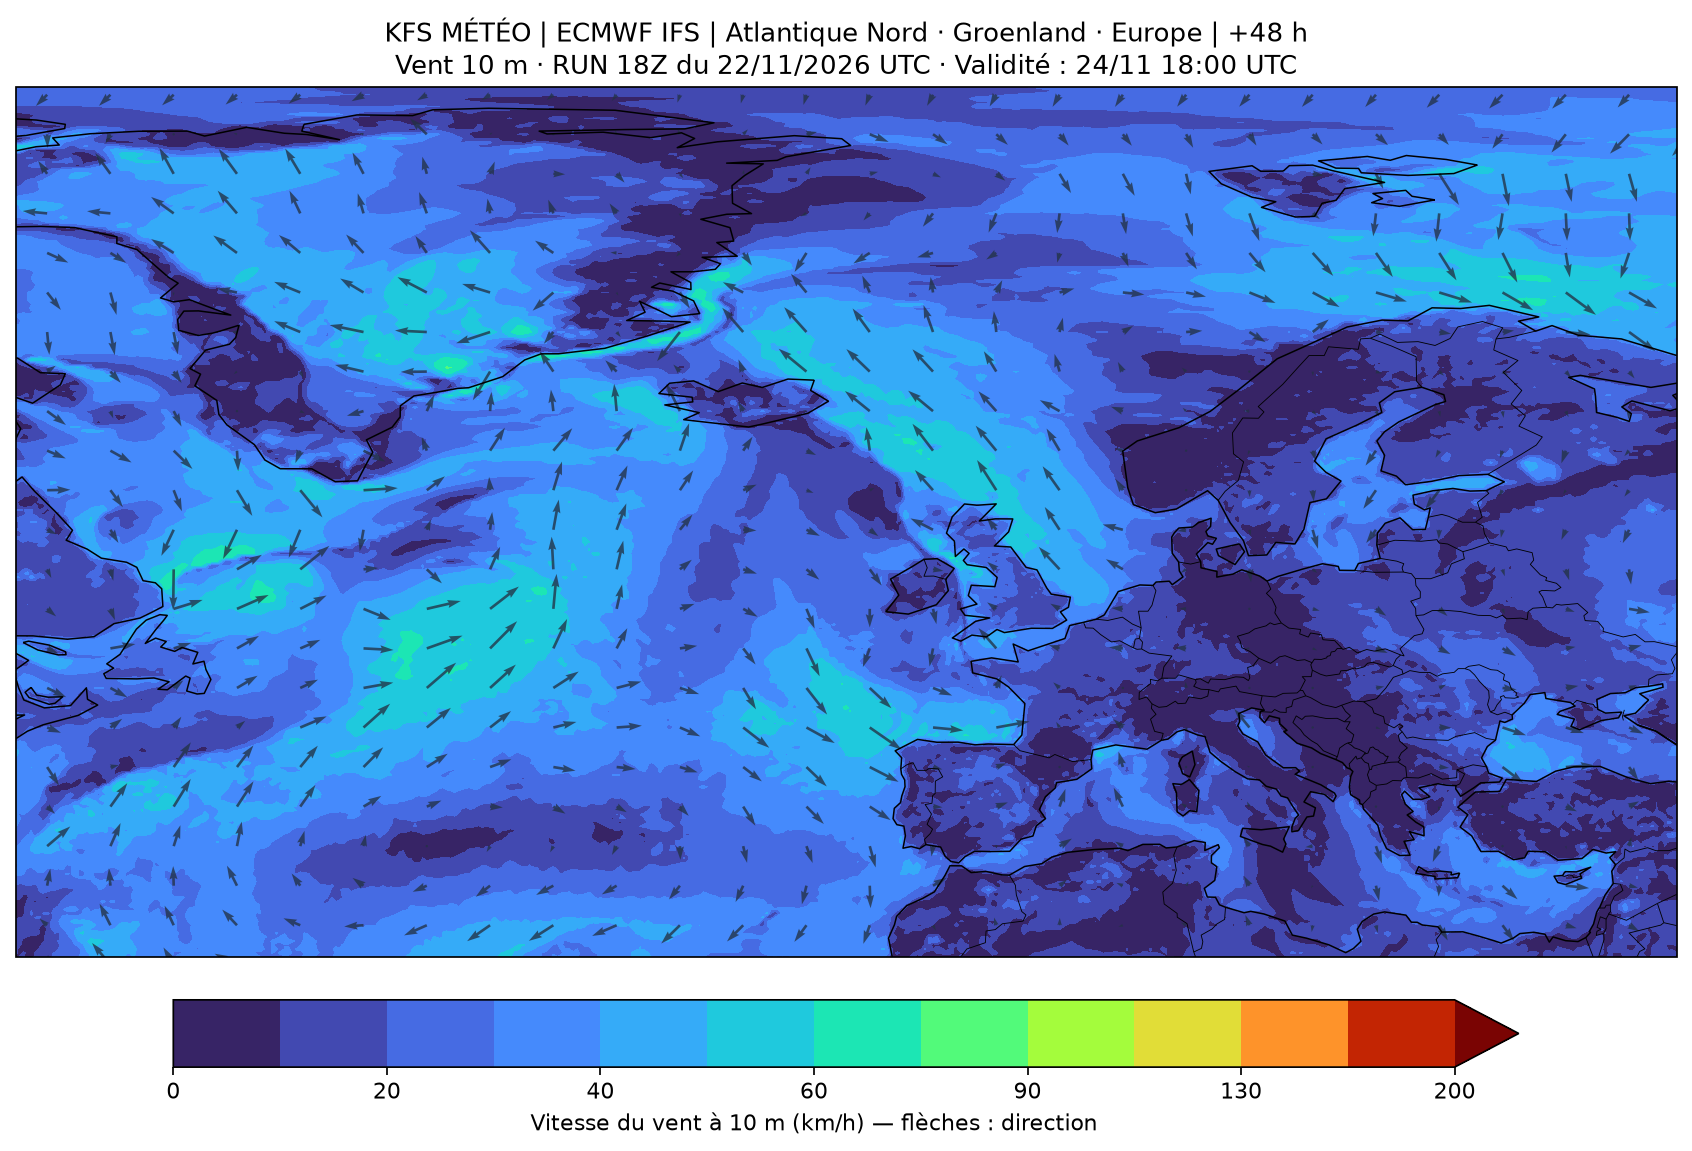 KFS MÉTÉO | ECMWF IFS | Atlantique Nord · Groenland · Europe | +48 h
Vent 10 m · RUN 18Z du 22/11/2026 UTC · Validité : 24/11 18:00 UTC
0 20 40 60 90 130 200
Vitesse du vent à 10 m (km/h) — flèches : direction